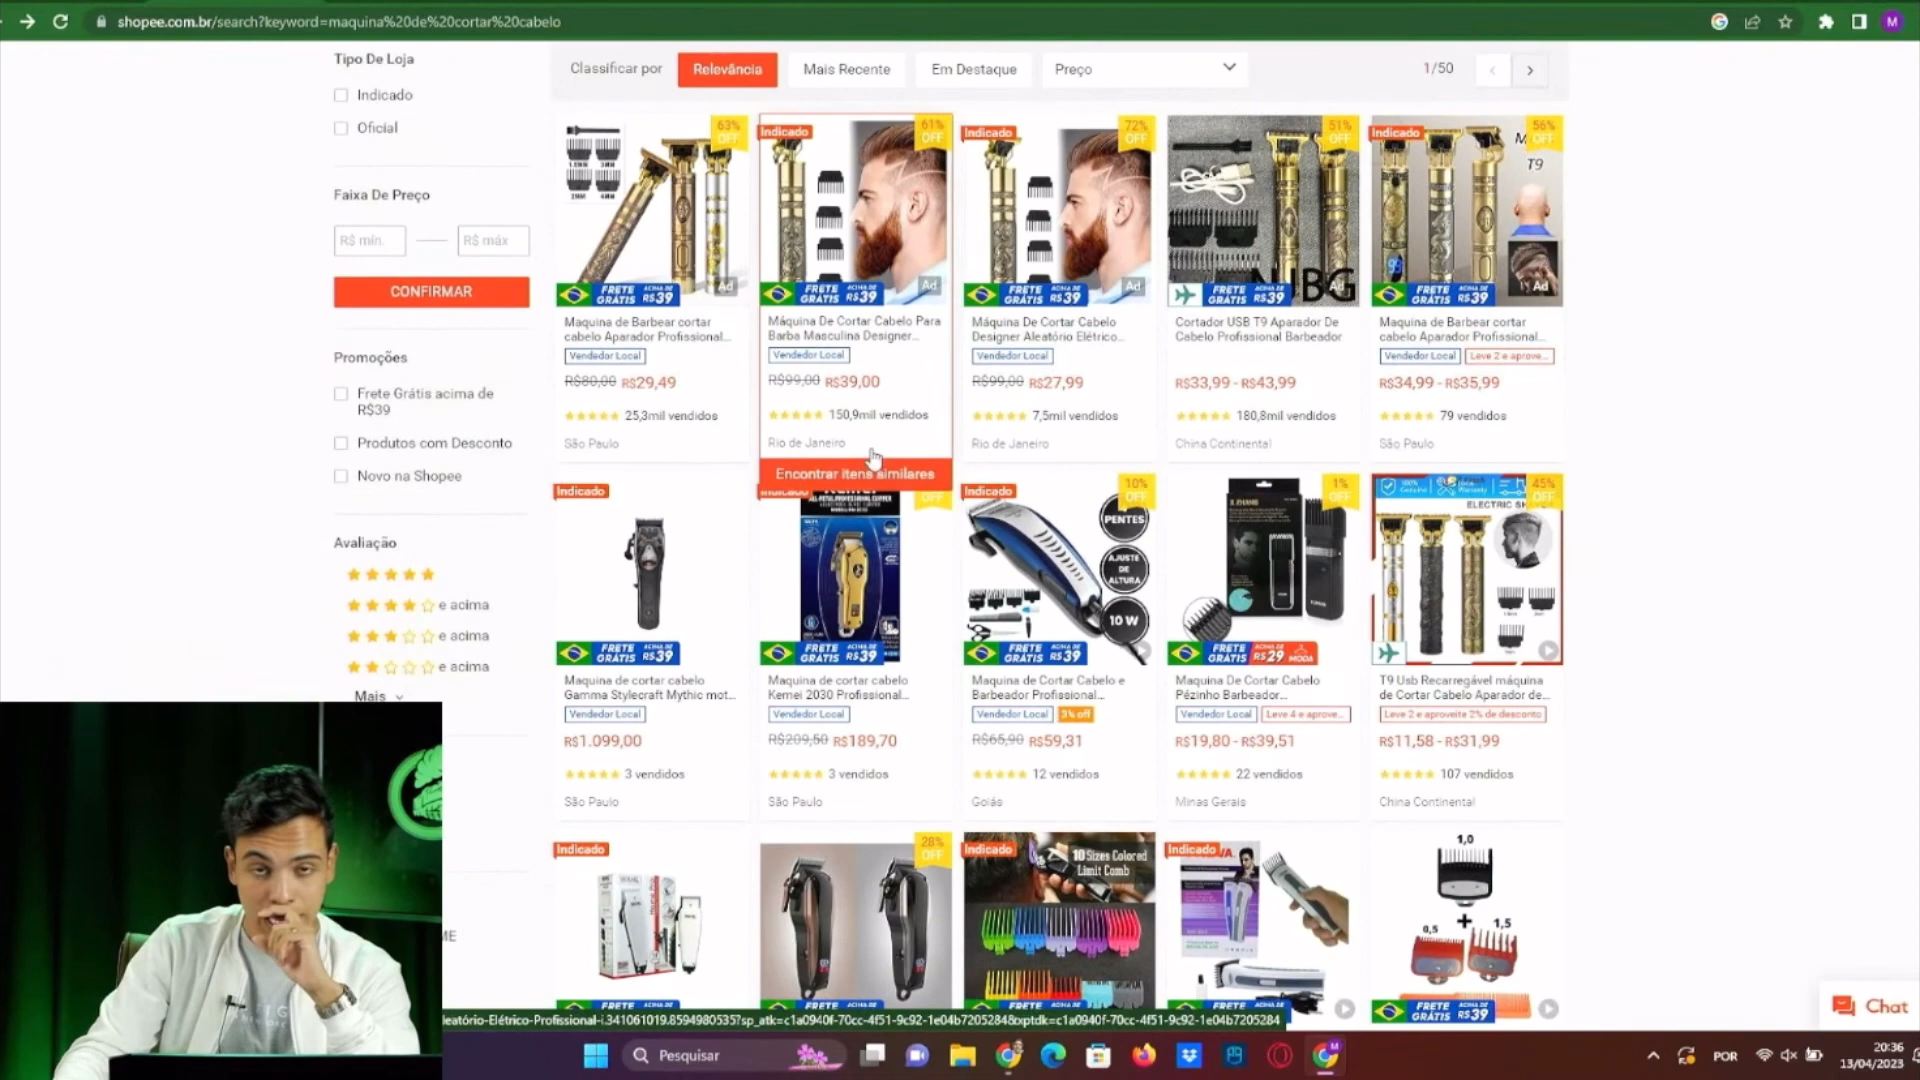 shopee.com.br/search?keyword=maquina%20de%20cortar%20cabelo
M
Tipo De Loja
Indicado
Oficial
Faixa De Preço
R$ mín.
R$ máx
CONFIRMAR
Promoções
Frete Grátis acima de
R$39
Produtos com Desconto
Novo na Shopee
Avaliação
e acima
e acima
e acima
Mais
Classificar por
Relevância
Mais Recente
Em Destaque
Preço
1/50
63%
OFF
FRETE GRÁTIS ACIMA DE R$39
Ad
Maquina de Barbear cortar
cabelo Aparador Profissional...
Vendedor Local
R$80,00 R$29,49
25,3mil vendidos
São Paulo
Indicado
61%
OFF
FRETE GRÁTIS ACIMA DE R$39
Ad
Máquina De Cortar Cabelo Para
Barba Masculina Designer...
Vendedor Local
R$99,00 R$39,00
150,9mil vendidos
Rio de Janeiro
Encontrar itens similares
Indicado
72%
OFF
FRETE GRÁTIS ACIMA DE R$39
Ad
Máquina De Cortar Cabelo
Designer Aleatório Elétrico...
Vendedor Local
R$99,00 R$27,99
7,5mil vendidos
Rio de Janeiro
51%
OFF
FRETE GRÁTIS ACIMA DE R$39
Ad
Cortador USB T9 Aparador De
Cabelo Profissional Barbeador
R$33,99 - R$43,99
180,8mil vendidos
China Continental
Indicado
56%
OFF
T9
FRETE GRÁTIS ACIMA DE R$39
Ad
Maquina de Barbear cortar
cabelo Aparador Profissional...
Vendedor Local
Leve 2 e aprove...
R$34,99 - R$35,99
79 vendidos
São Paulo
Indicado
FRETE GRÁTIS ACIMA DE R$39
Maquina de cortar cabelo
Gamma Stylecraft Mythic mot...
Vendedor Local
R$1.099,00
3 vendidos
São Paulo
Indicado
OFF
FRETE GRÁTIS ACIMA DE R$39
Maquina de cortar cabelo
Kemei 2030 Profissional...
Vendedor Local
R$209,50 R$189,70
3 vendidos
São Paulo
Indicado
10%
OFF
PENTES
AJUSTE
DE
ALTURA
10 W
FRETE GRÁTIS ACIMA DE R$39
Maquina de Cortar Cabelo e
Barbeador Profissional...
Vendedor Local
3% off
R$65,90 R$59,31
12 vendidos
Goiás
1%
OFF
FRETE GRÁTIS ACIMA DE R$29 MODA
Maquina De Cortar Cabelo
Pézinho Barbeador...
Vendedor Local
Leve 4 e aprove...
R$19,80 - R$39,51
22 vendidos
Minas Gerais
45%
OFF
ELECTRIC
T9 Usb Recarregável máquina
de Cortar Cabelo Aparador de...
Leve 2 e aproveite 2% de desconto
R$11,58 - R$31,99
107 vendidos
China Continental
Indicado
28%
OFF
Indicado
10 Sizes Colored
Limit Comb
Indicado
1,0
0,5
1,5
FRETE GRÁTIS ACIMA DE R$39
ME
Chat
leatório-Elétrico-Profissional-i.341061019.8594980535?sp_atk=c1a0940f-70cc-4f51-9c92-1e04b7205284&xptdk=c1a0940f-70cc-4f51-9c92-1e04b7205284
Pesquisar
POR
20:36
13/04/2023